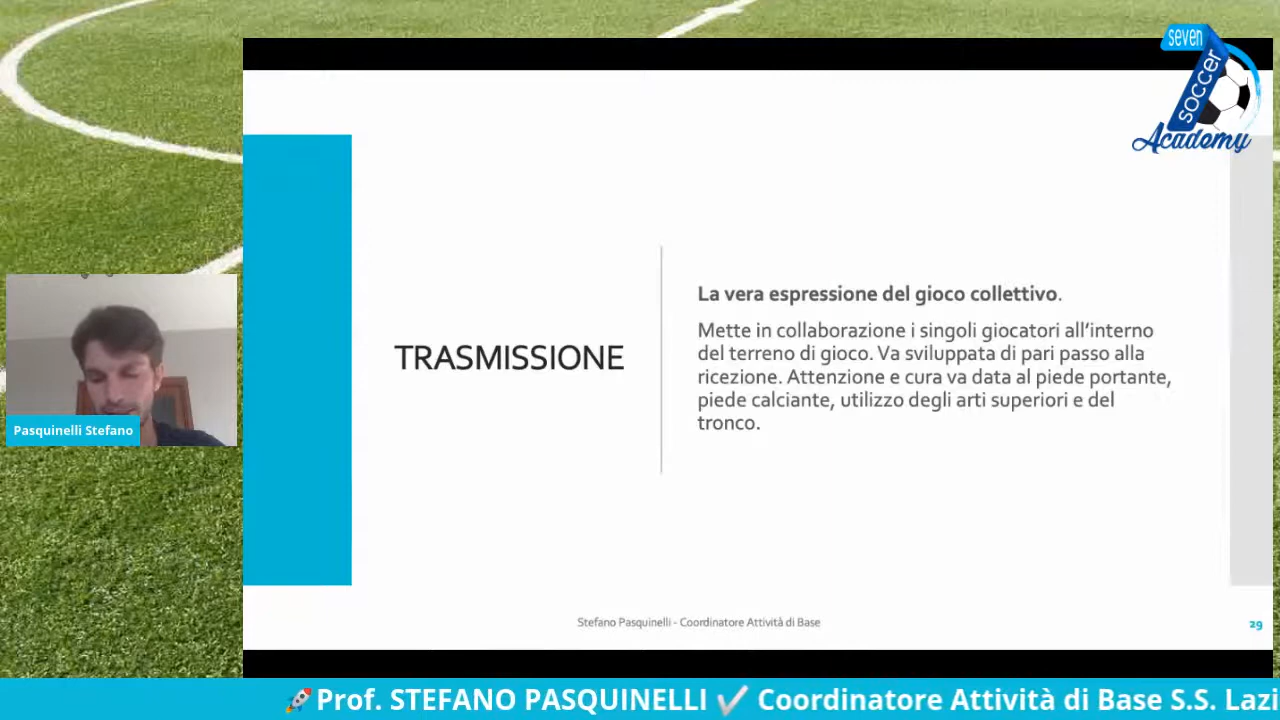 seven
SOCCER
Academy
La vera espressione del gioco collettivo.
Mette in collaborazione i singoli giocatori all’interno
del terreno di gioco. Va sviluppata di pari passo alla
ricezione. Attenzione e cura va data al piede portante,
piede calciante, utilizzo degli arti superiori e del
tronco.
TRASMISSIONE
Pasquinelli Stefano
Stefano Pasquinelli - Coordinatore Attività di Base
29
Prof. STEFANO PASQUINELLI ✔ Coordinatore Attività di Base S.S. Lazi